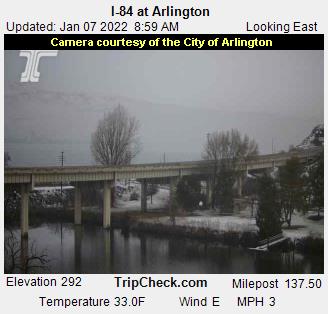 I-84 at Arlington
Updated: Jan 07 2022 8:59 AM Looking East
Camera courtesy of the City of Arlington
Elevation 292 TripCheck.com Milepost 137.50
Temperature 33.0F Wind E MPH 3